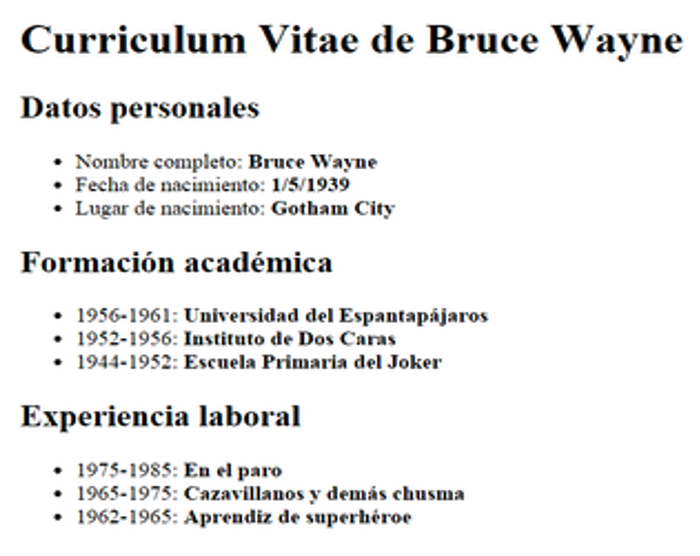 Curriculum Vitae de Bruce Wayne
Datos personales
• Nombre completo: Bruce Wayne
• Fecha de nacimiento: 1/5/1939
• Lugar de nacimiento: Gotham City
Formación académica
• 1956-1961: Universidad del Espantapájaros
• 1952-1956: Instituto de Dos Caras
• 1944-1952: Escuela Primaria del Joker
Experiencia laboral
• 1975-1985: En el paro
• 1965-1975: Cazavillanos y demás chusma
• 1962-1965: Aprendiz de superhéroe